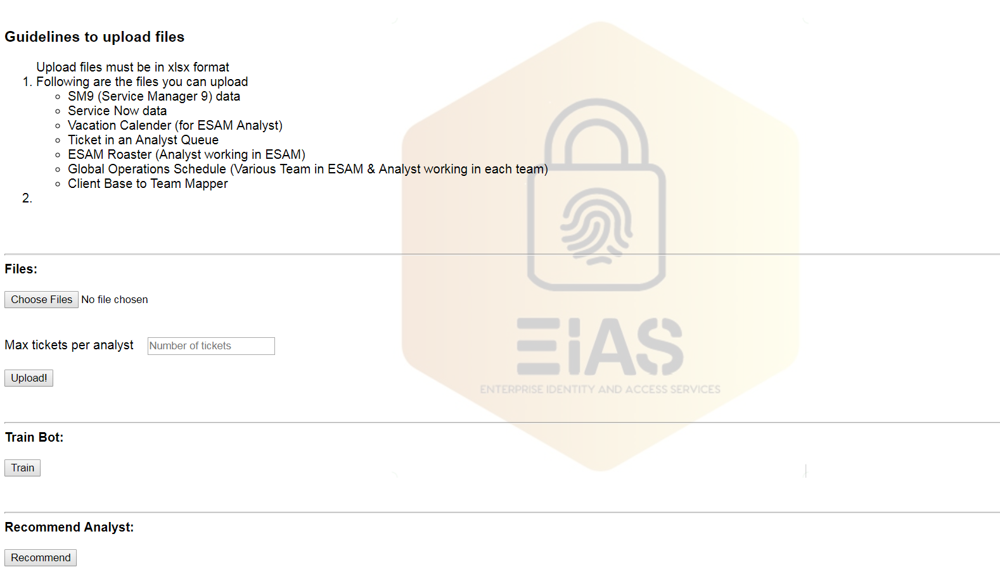 Guidelines to upload files
Upload files must be in xlsx format
1. Following are the files you can upload
SM9 (Service Manager 9) data
Service Now data
Vacation Calender (for ESAM Analyst)
Ticket in an Analyst Queue
ESAM Roaster (Analyst working in ESAM)
Global Operations Schedule (Various Team in ESAM & Analyst working in each team)
Client Base to Team Mapper
2.
Files:
Choose Files No file chosen
Max tickets per analyst Number of tickets
Upload!
EiAS
ENTERPRISE IDENTITY AND ACCESS SERVICES
Train Bot:
Train
Recommend Analyst:
Recommend